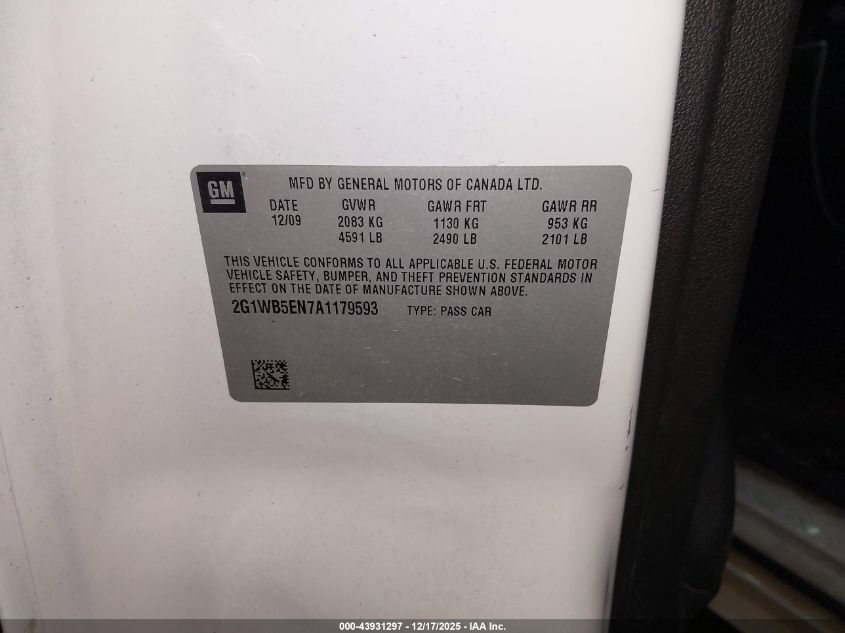 GM
MFD BY GENERAL MOTORS OF CANADA LTD.
DATE GVWR GAWR FRT GAWR RR
12/09 2083 KG 1130 KG 953 KG
4591 LB 2490 LB 2101 LB
THIS VEHICLE CONFORMS TO ALL APPLICABLE U.S. FEDERAL MOTOR
VEHICLE SAFETY, BUMPER, AND THEFT PREVENTION STANDARDS IN
EFFECT ON THE DATE OF MANUFACTURE SHOWN ABOVE.
2G1WB5EN7A1179593 TYPE: PASS CAR
000-43931297 - 12/17/2025 - IAA Inc.